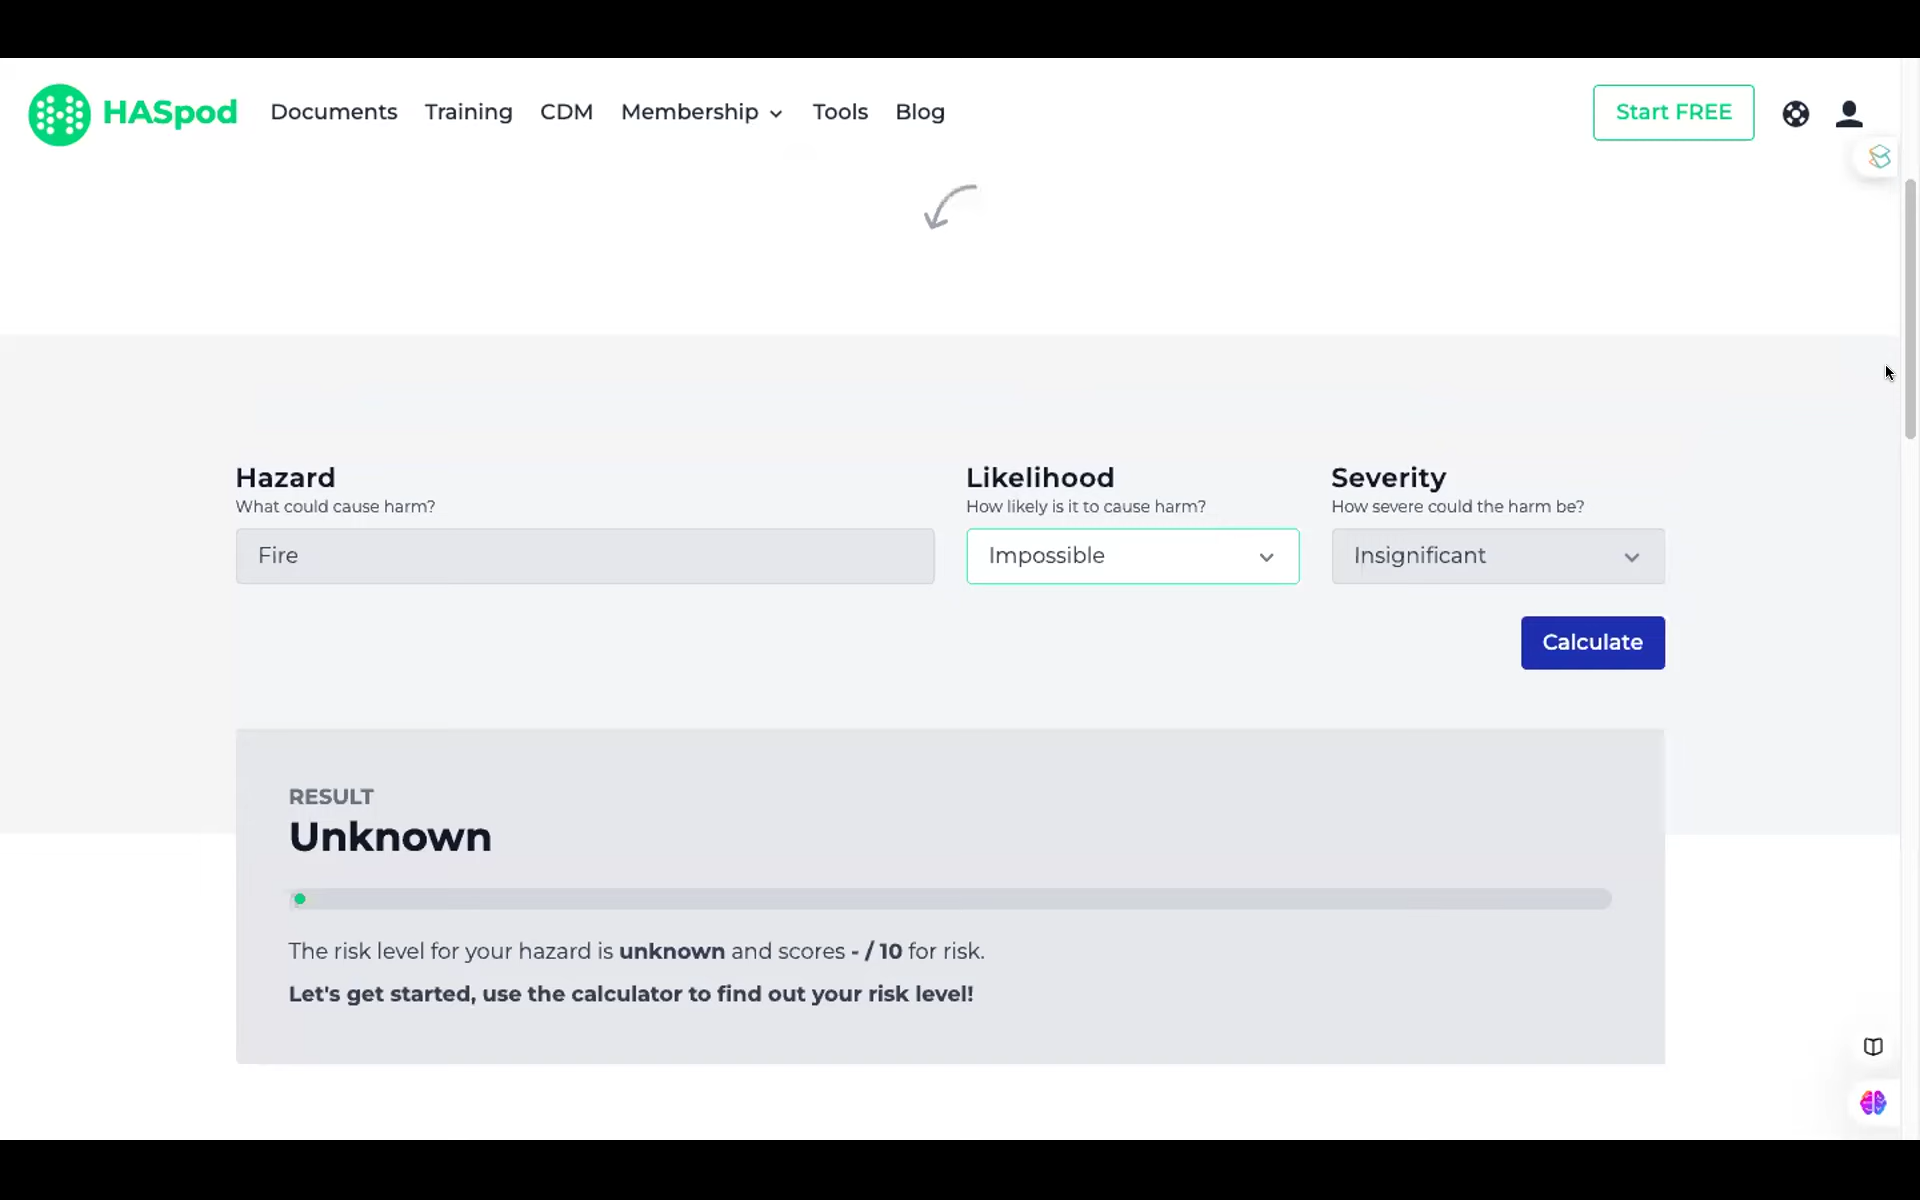 HASpod
Documents Training CDM Membership Tools Blog
Start FREE
Hazard
What could cause harm?
Fire
Likelihood
How likely is it to cause harm?
Impossible
Severity
How severe could the harm be?
Insignificant
Calculate
RESULT
Unknown
The risk level for your hazard is unknown and scores - / 10 for risk.
Let's get started, use the calculator to find out your risk level!